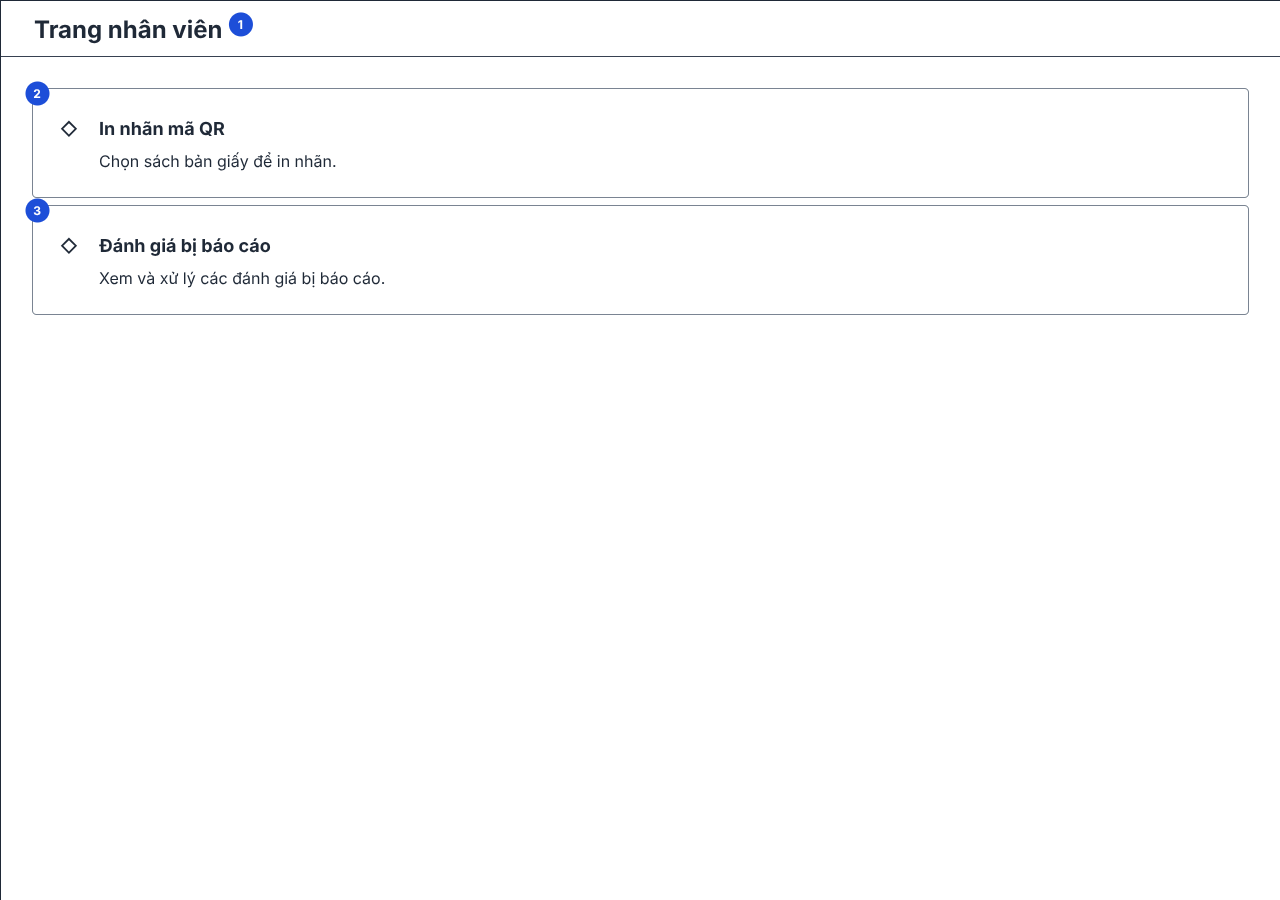 Trang nhân viên 1
2
In nhãn mã QR
Chọn sách bản giấy để in nhãn.
3
Đánh giá bị báo cáo
Xem và xử lý các đánh giá bị báo cáo.